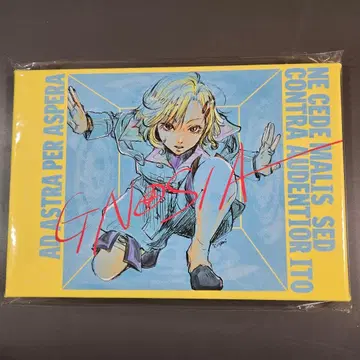 AD ASTRA PER ASPERA
GNOSIA
NE CEDE MALIS SED
CONTRA AUDENTIOR ITO